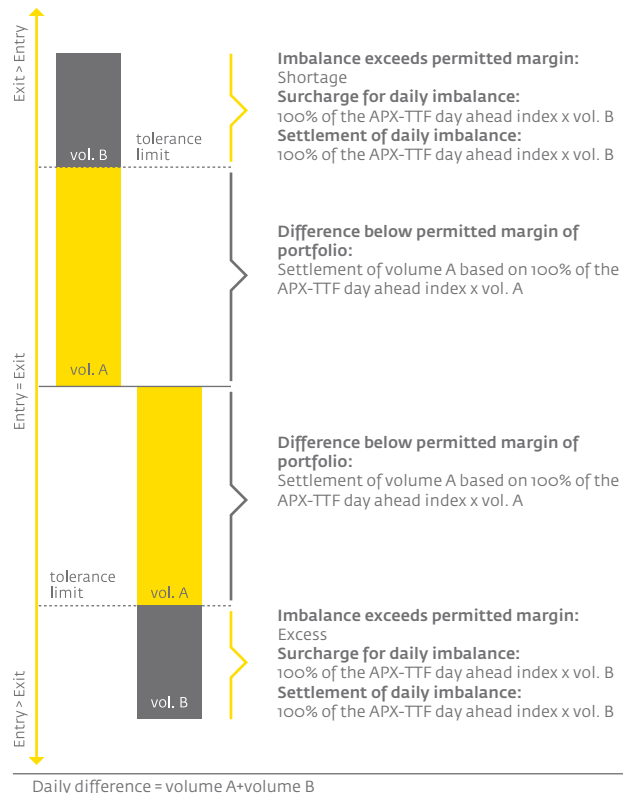 Exit > Entry
Imbalance exceeds permitted margin:
Shortage
Surcharge for daily imbalance:
100% of the APX-TTF day ahead index x vol. B
Settlement of daily imbalance:
100% of the APX-TTF day ahead index x vol. B
tolerance
limit
vol. B
Difference below permitted margin of
portfolio:
Settlement of volume A based on 100% of the
APX-TTF day ahead index x vol. A
vol. A
Entry = Exit
Difference below permitted margin of
portfolio:
Settlement of volume A based on 100% of the
APX-TTF day ahead index x vol. A
tolerance
limit
vol. A
Imbalance exceeds permitted margin:
Excess
Surcharge for daily imbalance:
100% of the APX-TTF day ahead index x vol. B
Settlement of daily imbalance:
100% of the APX-TTF day ahead index x vol. B
vol. B
Entry > Exit
Daily difference = volume A+volume B